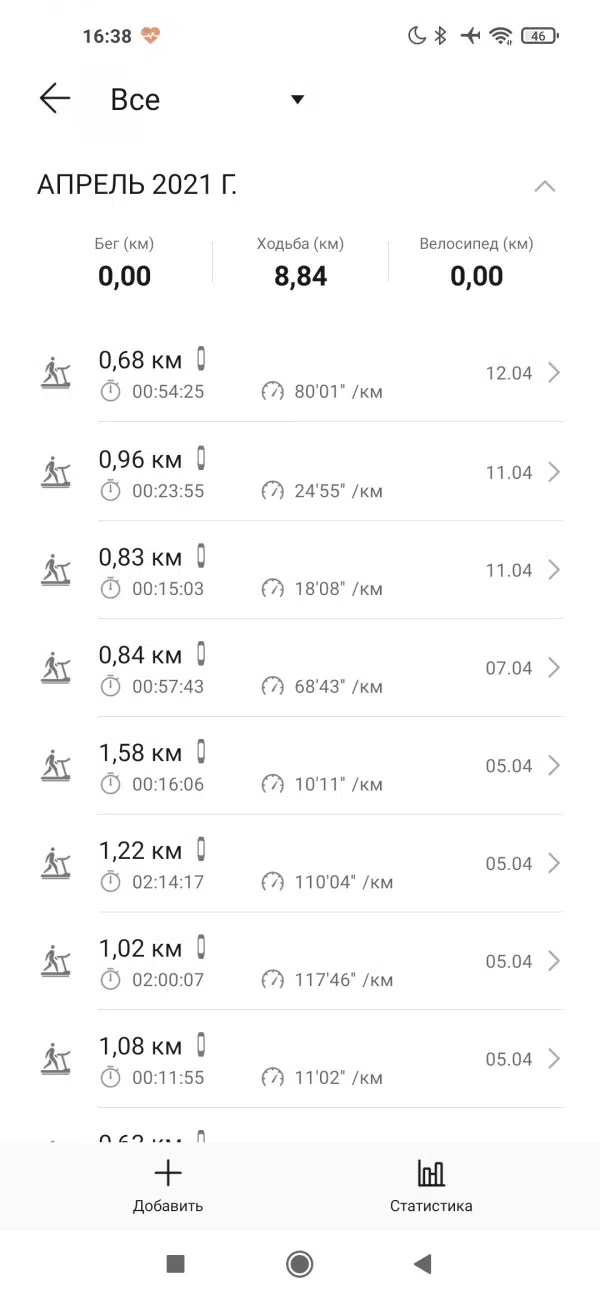 16:38 46
Все
АПРЕЛЬ 2021 Г.
Бег (км) Ходьба (км) Велосипед (км)
0,00 8,84 0,00
0,68 км
00:54:25 80'01" /км 12.04
0,96 км
00:23:55 24'55" /км 11.04
0,83 км
00:15:03 18'08" /км 11.04
0,84 км
00:57:43 68'43" /км 07.04
1,58 км
00:16:06 10'11" /км 05.04
1,22 км
02:14:17 110'04" /км 05.04
1,02 км
02:00:07 117'46" /км 05.04
1,08 км
00:11:55 11'02" /км 05.04
Добавить Статистика